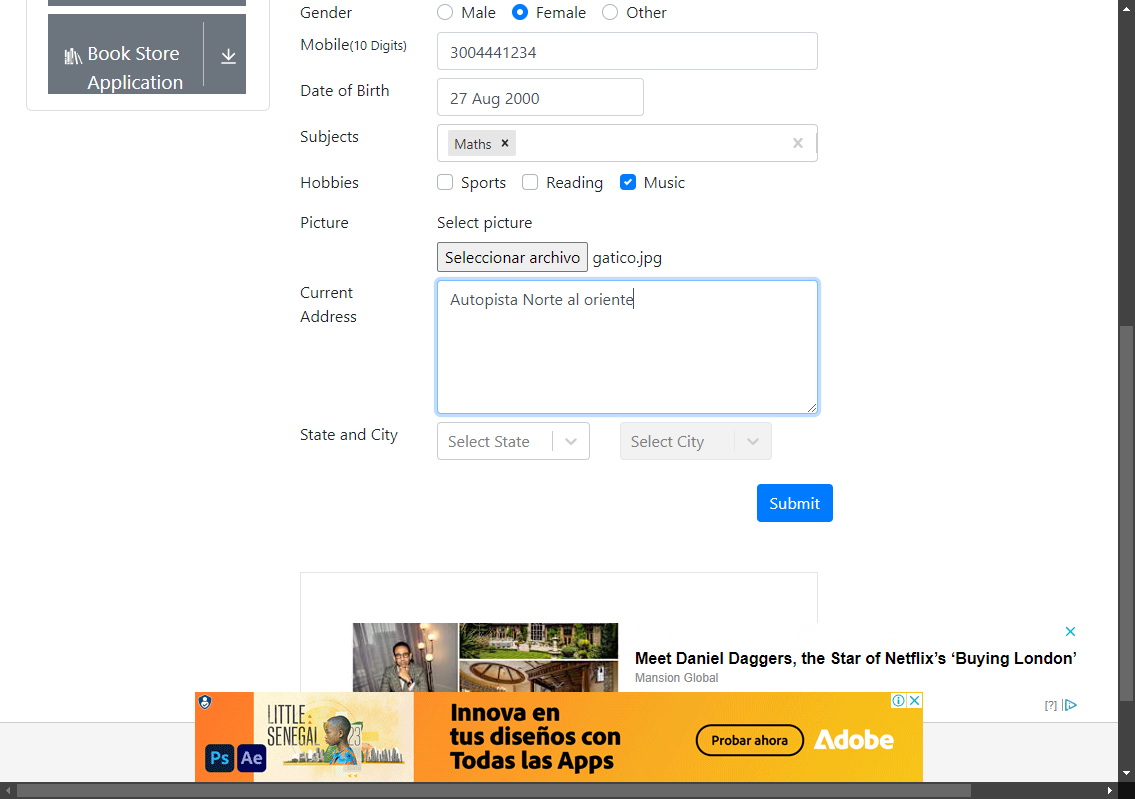 Gender
Male Female Other
Book Store
Application
Mobile(10 Digits)
3004441234
Date of Birth
27 Aug 2000
Subjects
Maths ×
Hobbies
Sports Reading Music
Picture
Select picture
Seleccionar archivo gatico.jpg
Current
Address
Autopista Norte al oriente
State and City
Select State
Select City
Submit
Meet Daniel Daggers, the Star of Netflix’s ‘Buying London’
Mansion Global
[?]
LITTLE
SENEGAL
23
Ps Ae
Innova en
tus diseños con
Todas las Apps
Probar ahora
Adobe